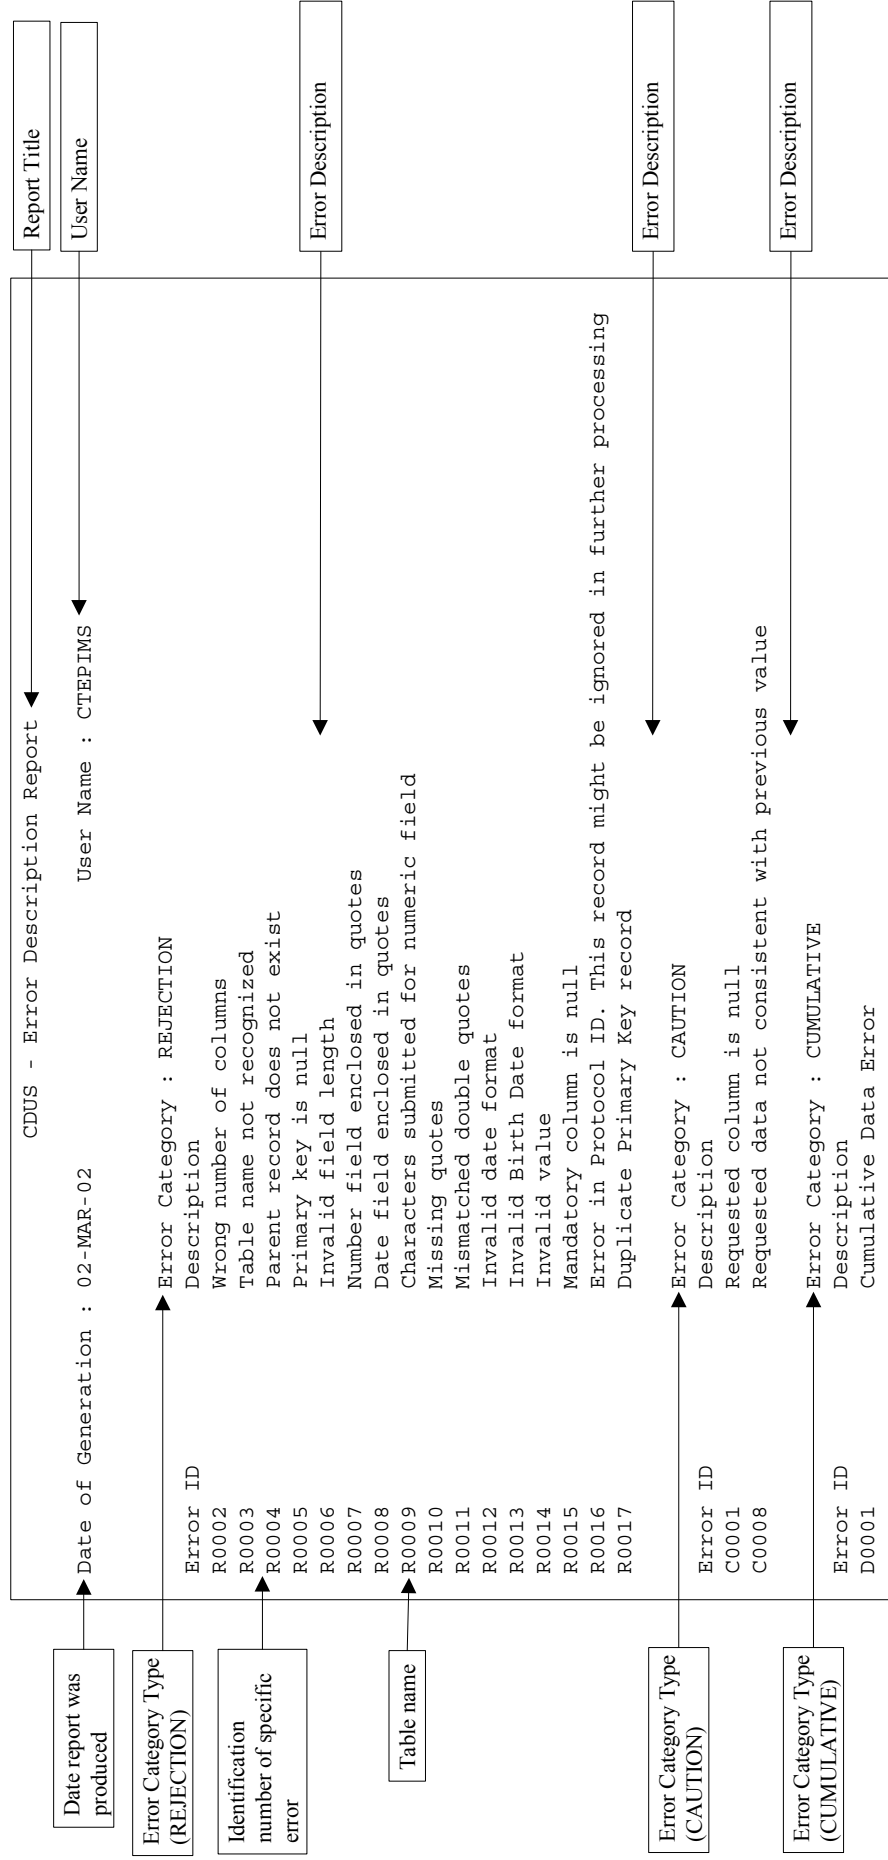 Report Title
User Name
CDUS - Error Description Report
Date of Generation : 02-MAR-02 User Name : CTEPIMS
Date report was
produced
Error Category : REJECTION
Error Category Type
(REJECTION)
Error ID Description
R0002 Wrong number of columns
R0003 Table name not recognized
R0004 Parent record does not exist
R0005 Primary key is null
R0006 Invalid field length
R0007 Number field enclosed in quotes
R0008 Date field enclosed in quotes
R0009 Characters submitted for numeric field
R0010 Missing quotes
R0011 Mismatched double quotes
R0012 Invalid date format
R0013 Invalid Birth Date format
R0014 Invalid value
R0015 Mandatory column is null
R0016 Error in Protocol ID. This record might be ignored in further processing
R0017 Duplicate Primary Key record
Identification
number of specific
error
Error Description
Table name
Error Category : CAUTION
Error Category Type
(CAUTION)
Error Description
Error ID Description
C0001 Requested column is null
C0008 Requested data not consistent with previous value
Error Category : CUMULATIVE
Error Category Type
(CUMULATIVE)
Error Description
Error ID Description
D0001 Cumulative Data Error